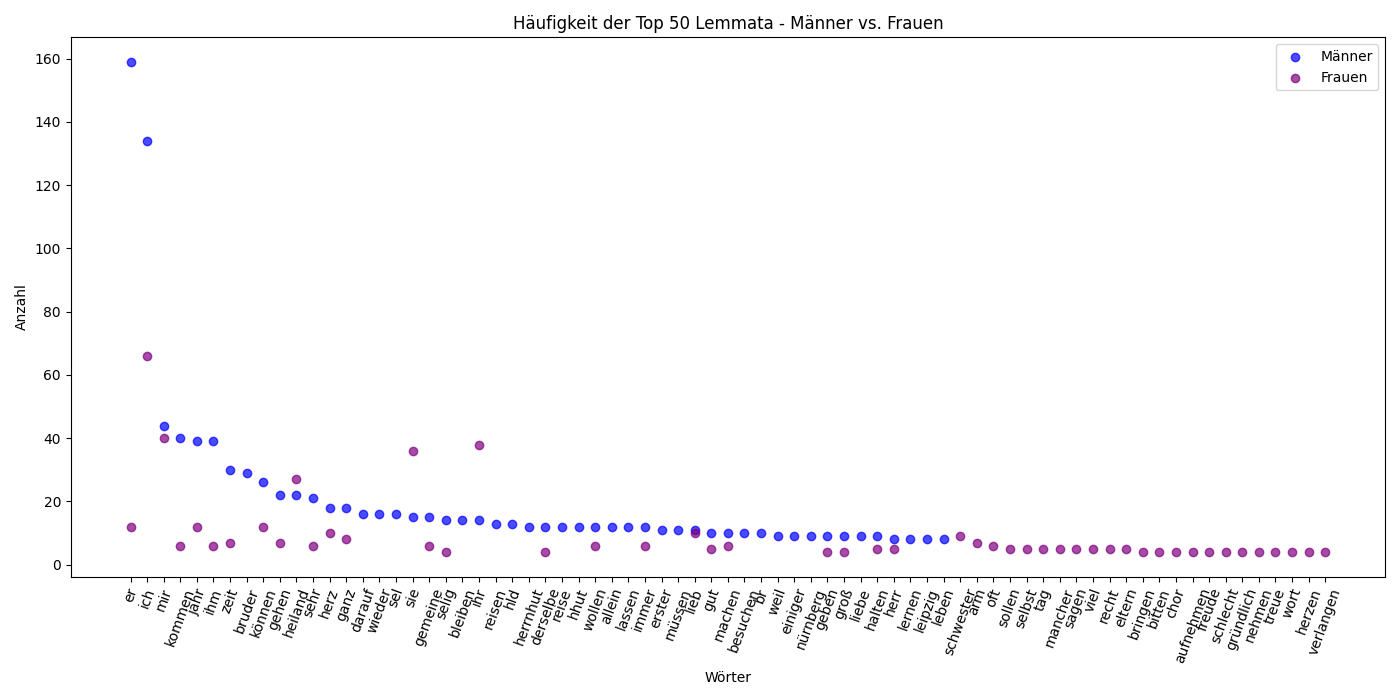 Häufigkeit der Top 50 Lemmata - Männer vs. Frauen
Männer
Frauen
160
140
120
100
80
60
40
20
0
Anzahl
er
ich
mir
kommen
jahr
ihm
zeit
bruder
können
gehen
heiland
sehr
herz
ganz
darauf
wieder
sel
sie
gemeine
selig
bleiben
ihr
reisen
hld
herrnhut
derselbe
reise
hhut
wollen
allein
lassen
immer
erster
müssen
lieb
gut
machen
besuchen
br
weil
einiger
nürnberg
geben
groß
liebe
halten
herr
lernen
leipzig
leben
schwester
arm
oft
sollen
selbst
tag
mancher
sagen
viel
recht
eltern
bringen
bitten
chor
aufnehmen
freude
schlecht
gründlich
nehmen
treue
wort
herzen
verlangen
Wörter